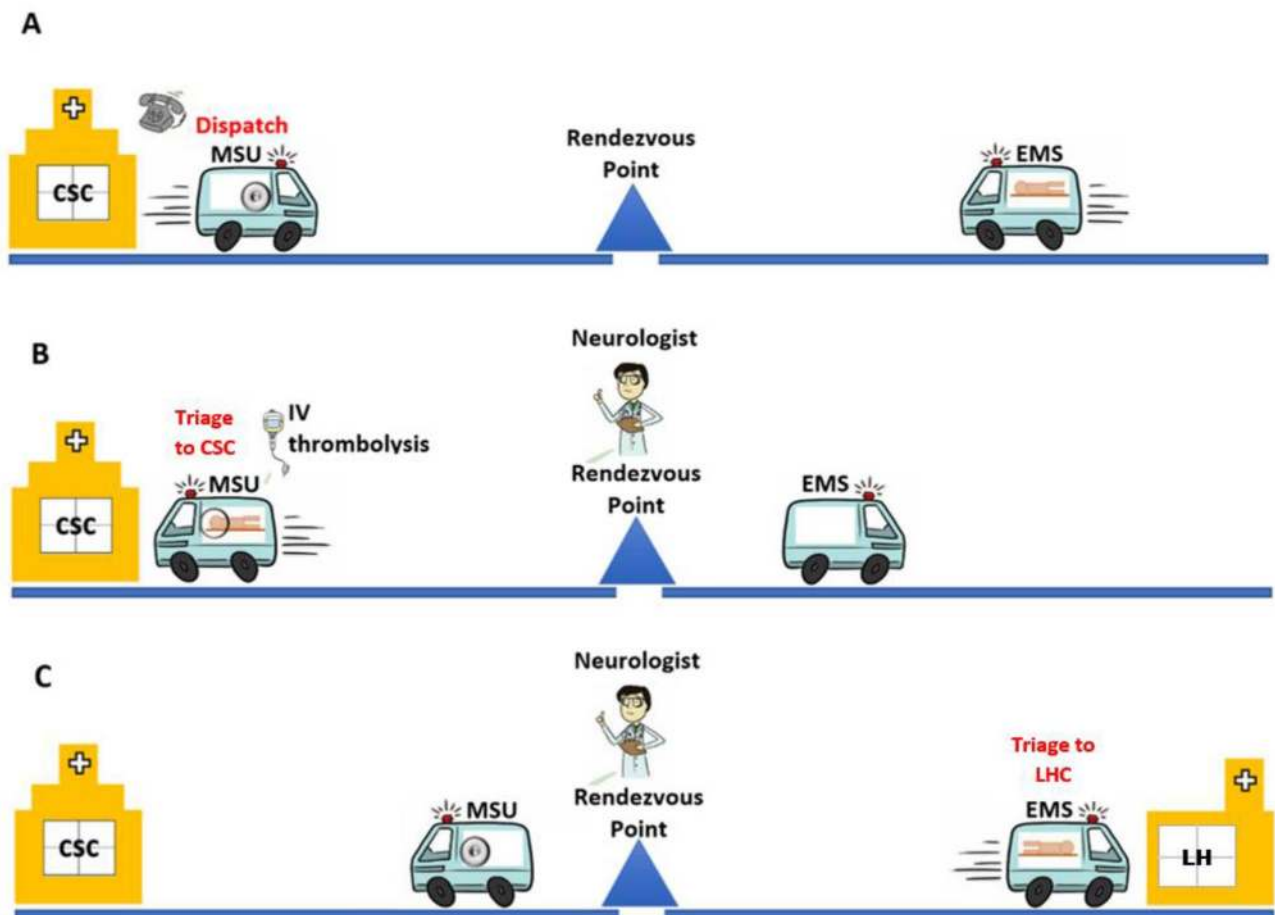 A
Dispatch
MSU
CSC
Rendezvous
Point
EMS
B
Triage
to CSC
IV
thrombolysis
MSU
CSC
Neurologist
Rendezvous
Point
EMS
C
CSC
MSU
Neurologist
Rendezvous
Point
Triage to
LHC
EMS
LH